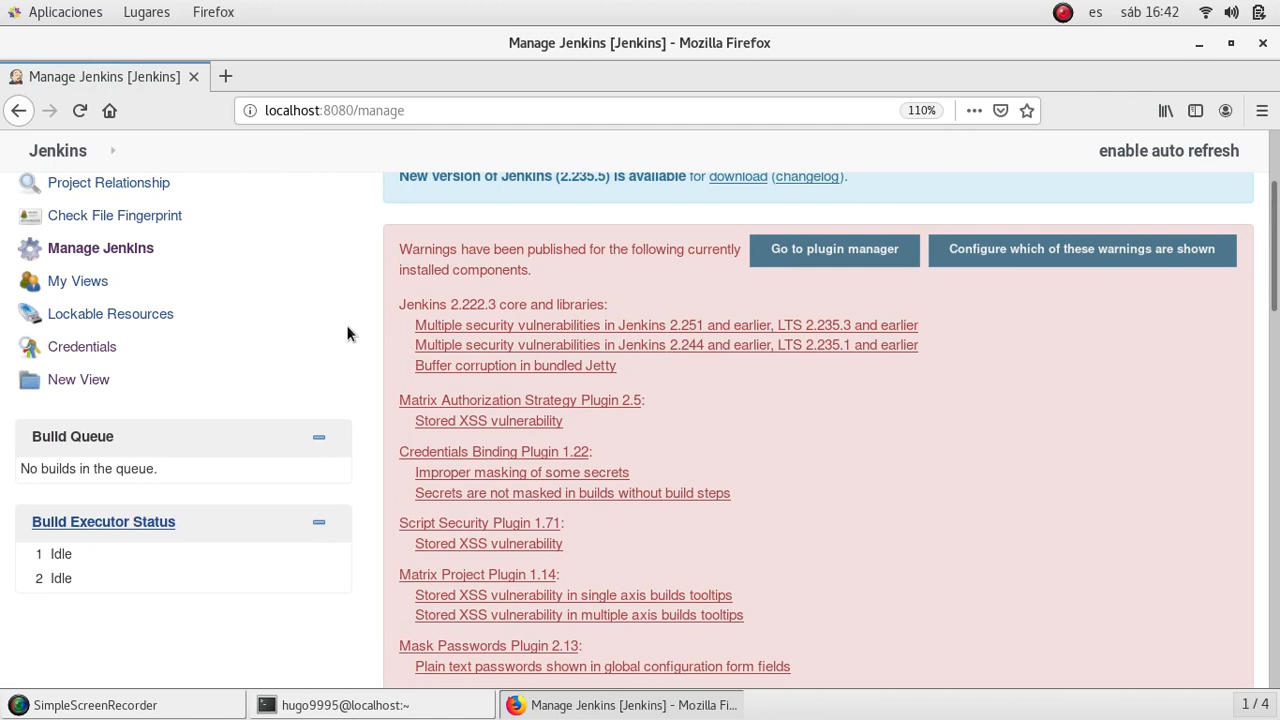 Aplicaciones Lugares Firefox es sáb 16:42
Manage Jenkins [Jenkins] - Mozilla Firefox
Manage Jenkins [Jenkins]
localhost:8080/manage 110%
Jenkins enable auto refresh
Project Relationship
Check File Fingerprint
Manage Jenkins
My Views
Lockable Resources
Credentials
New View
Build Queue
No builds in the queue.
Build Executor Status
1 Idle
2 Idle
New version of Jenkins (2.235.5) is available for download (changelog).
Warnings have been published for the following currently
installed components.
Go to plugin manager
Configure which of these warnings are shown
Jenkins 2.222.3 core and libraries:
Multiple security vulnerabilities in Jenkins 2.251 and earlier, LTS 2.235.3 and earlier
Multiple security vulnerabilities in Jenkins 2.244 and earlier, LTS 2.235.1 and earlier
Buffer corruption in bundled Jetty
Matrix Authorization Strategy Plugin 2.5:
Stored XSS vulnerability
Credentials Binding Plugin 1.22:
Improper masking of some secrets
Secrets are not masked in builds without build steps
Script Security Plugin 1.71:
Stored XSS vulnerability
Matrix Project Plugin 1.14:
Stored XSS vulnerability in single axis builds tooltips
Stored XSS vulnerability in multiple axis builds tooltips
Mask Passwords Plugin 2.13:
Plain text passwords shown in global configuration form fields
SimpleScreenRecorder hugo9995@localhost:~ Manage Jenkins [Jenkins] - Mozilla Fi... 1 / 4